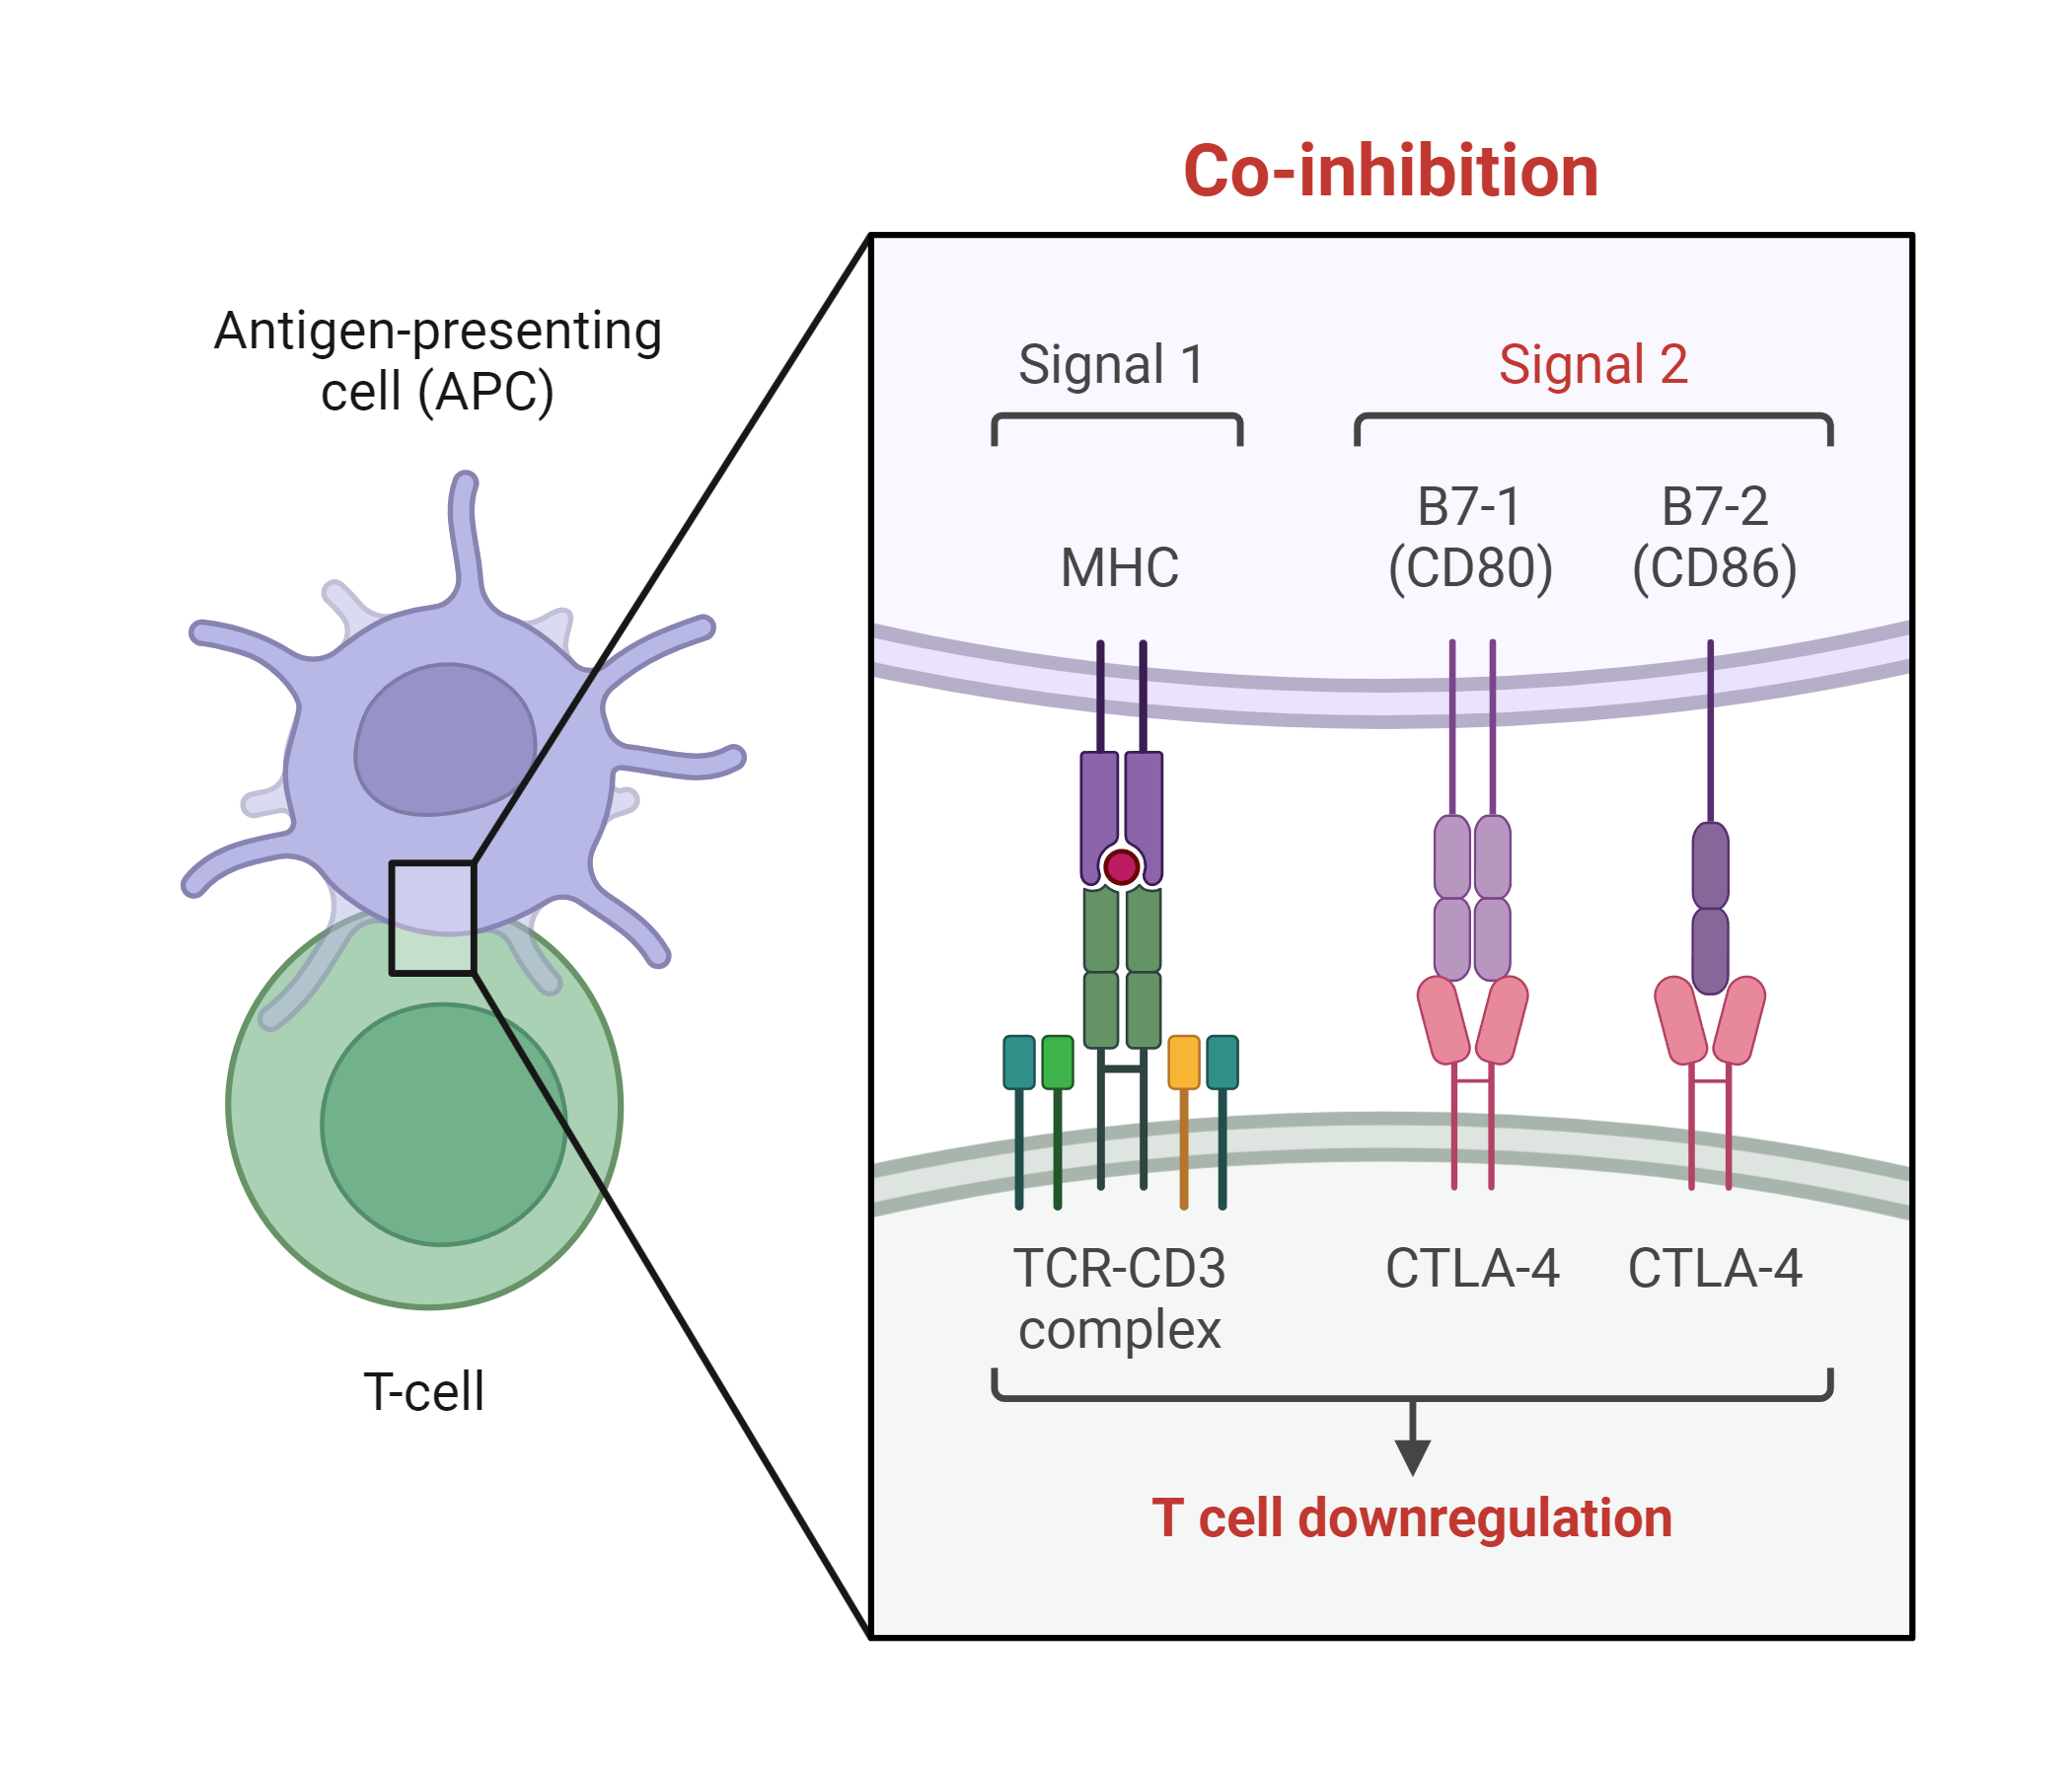 Co-inhibition
Antigen-presenting
cell (APC)
T-cell
Signal 1
Signal 2
MHC
B7-1
(CD80)
B7-2
(CD86)
TCR-CD3
complex
CTLA-4
CTLA-4
T cell downregulation